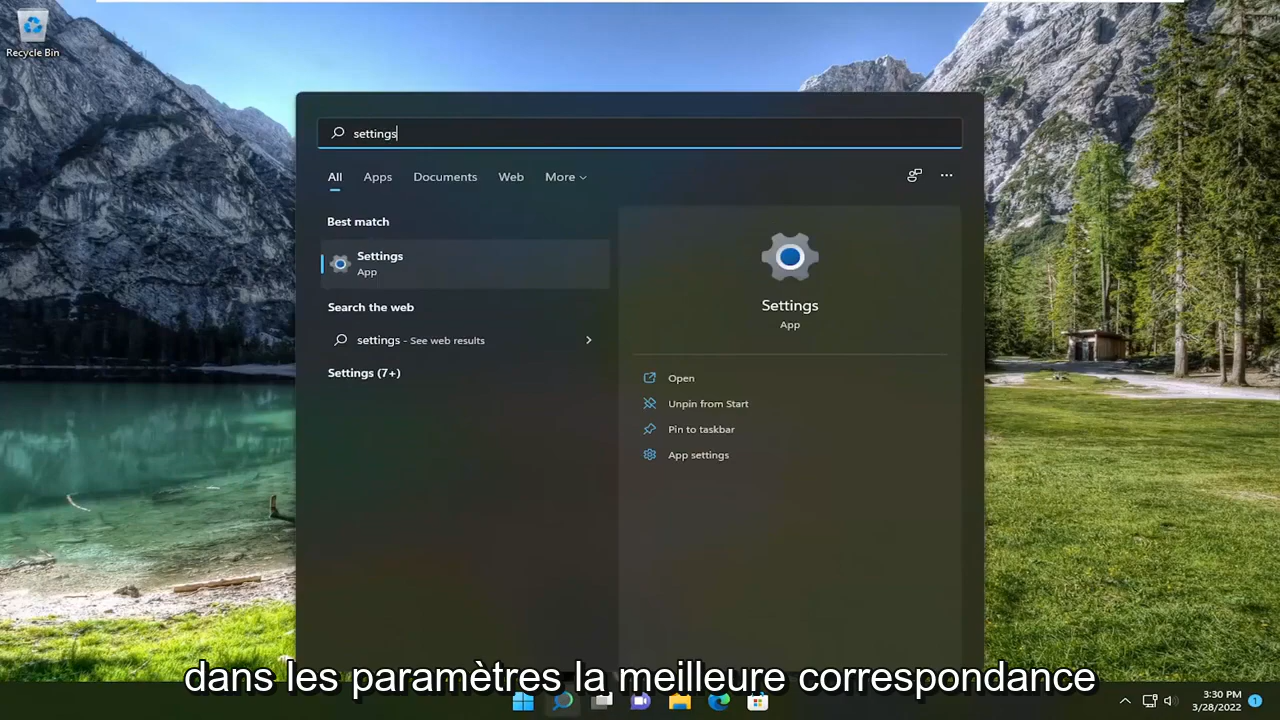 Recycle Bin
settings
All Apps Documents Web More
Best match
Settings
App
Search the web
settings - See web results
Settings (7+)
Settings
App
Open
Unpin from Start
Pin to taskbar
App settings
dans les paramètres la meilleure correspondance
3:30 PM
3/28/2022
1